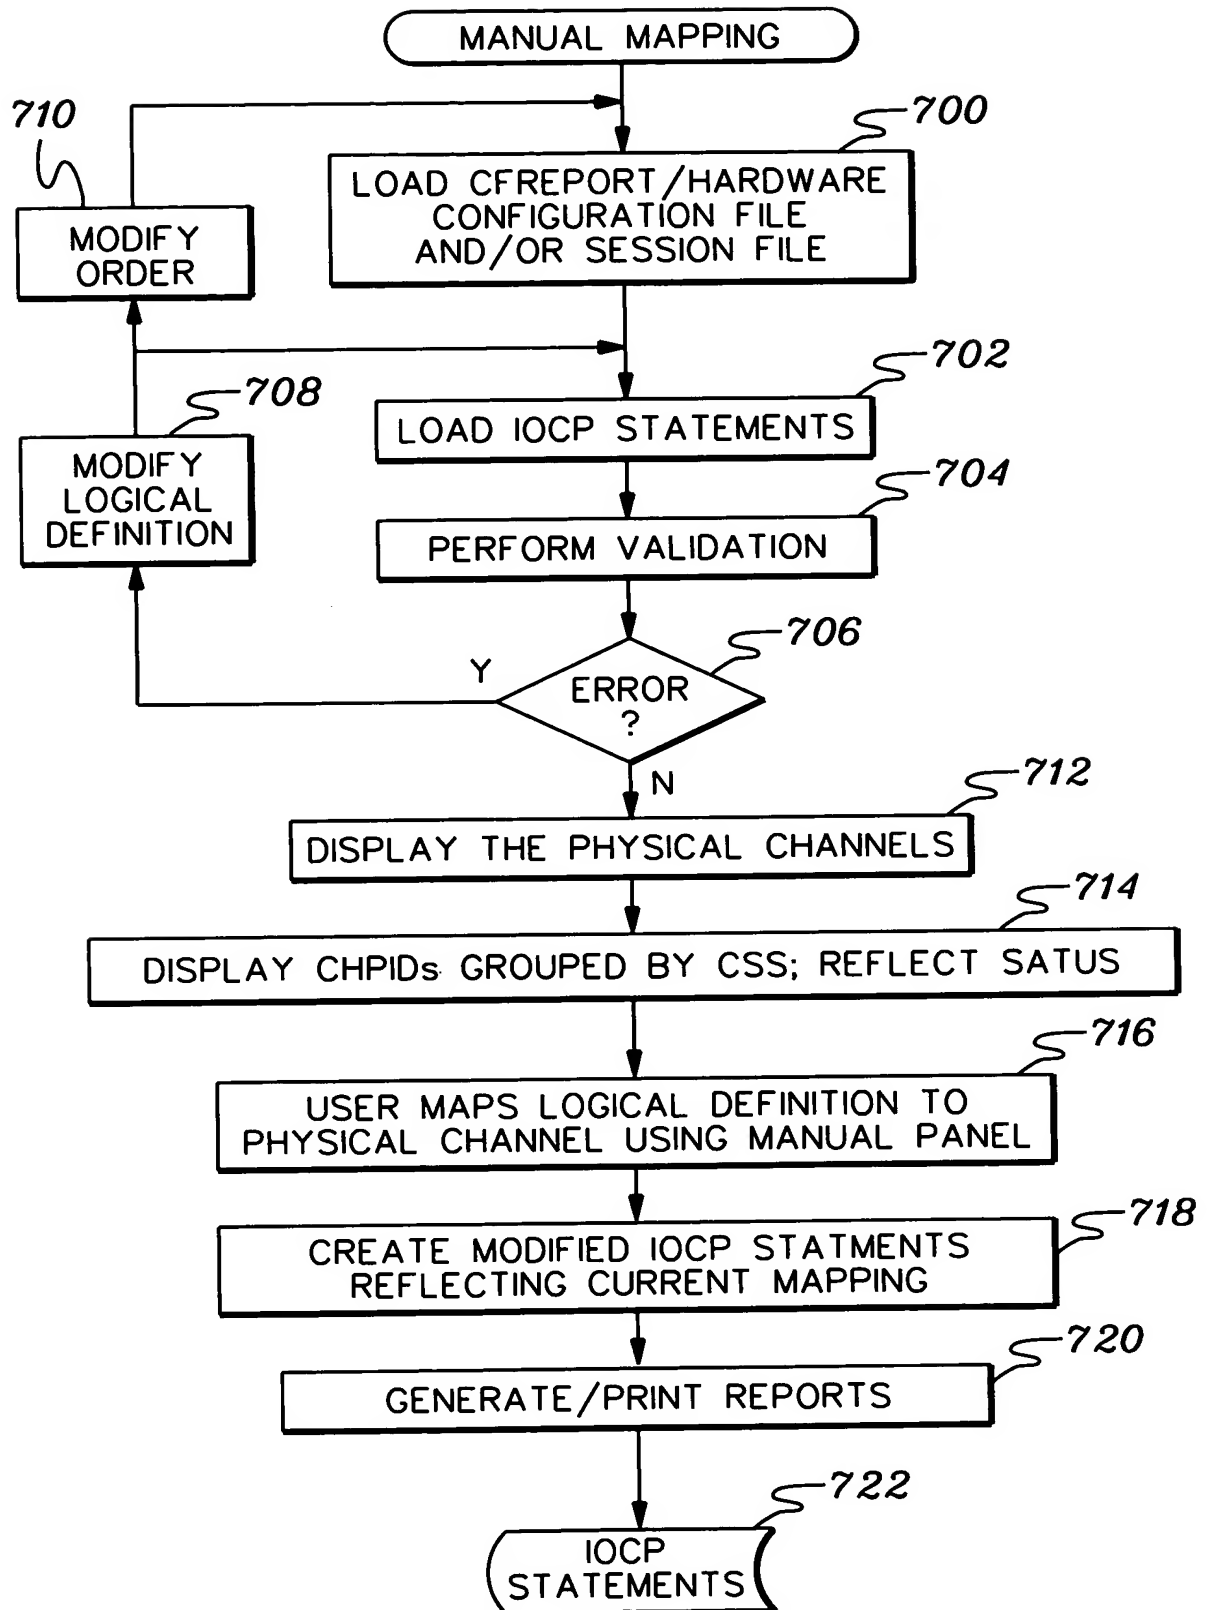 MANUAL MAPPING
710
700
LOAD CFREPORT/HARDWARE
CONFIGURATION FILE
AND/OR SESSION FILE
MODIFY
ORDER
702
LOAD IOCP STATEMENTS
708
MODIFY
LOGICAL
DEFINITION
704
PERFORM VALIDATION
706
Y
ERROR
?
N
712
DISPLAY THE PHYSICAL CHANNELS
714
DISPLAY CHPIDs GROUPED BY CSS; REFLECT SATUS
716
USER MAPS LOGICAL DEFINITION TO
PHYSICAL CHANNEL USING MANUAL PANEL
718
CREATE MODIFIED IOCP STATMENTS
REFLECTING CURRENT MAPPING
720
GENERATE/PRINT REPORTS
722
IOCP
STATEMENTS